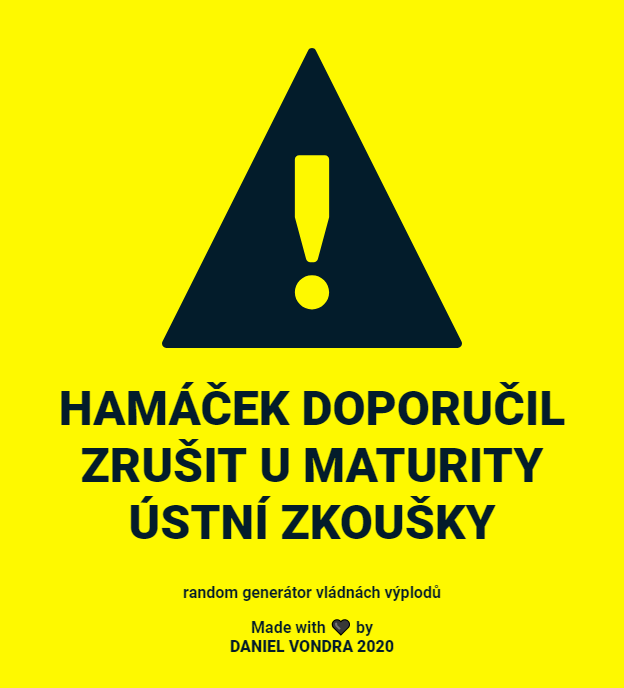 HAMÁČEK DOPORUČIL
ZRUŠIT U MATURITY
ÚSTNÍ ZKOUŠKY
random generátor vládnách výplodů
Made with 🖤 by
DANIEL VONDRA 2020